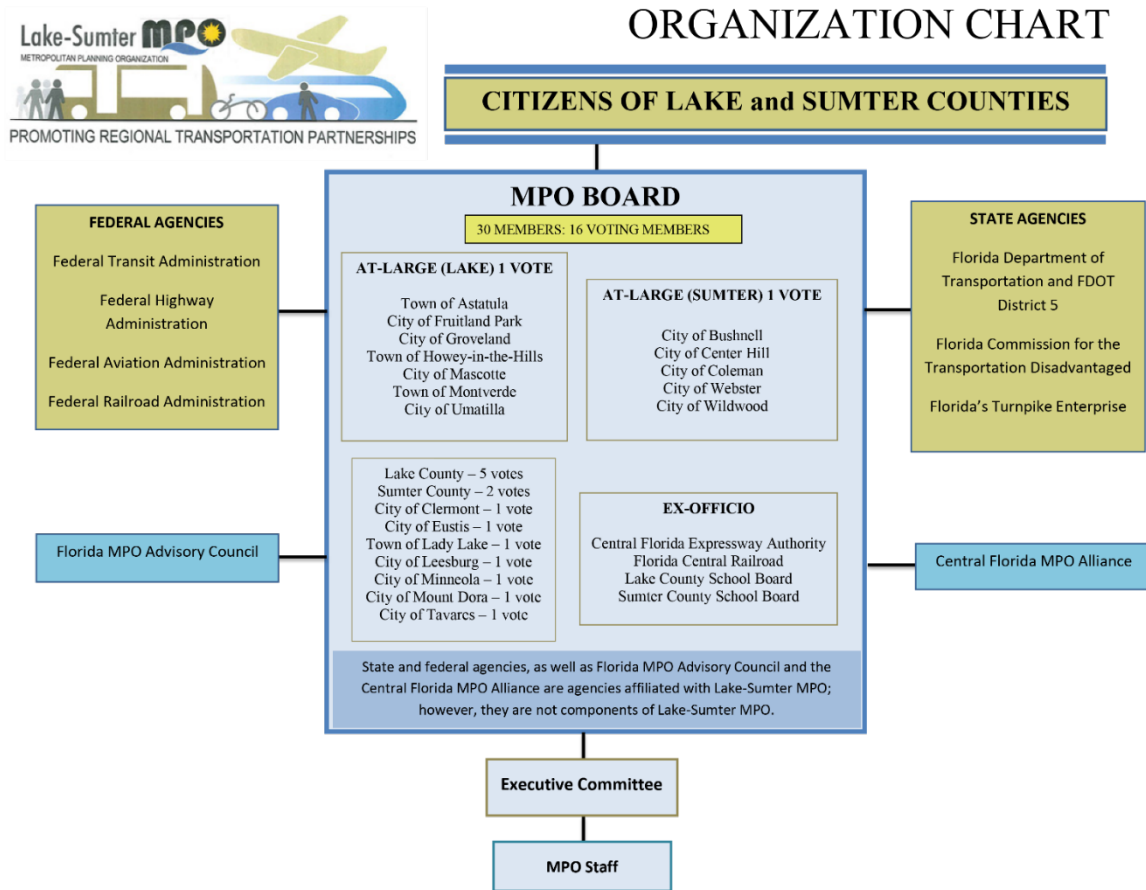 Lake-Sumter MPO
METROPOLITAN PLANNING ORGANIZATION
PROMOTING REGIONAL TRANSPORTATION PARTNERSHIPS
ORGANIZATION CHART
CITIZENS OF LAKE and SUMTER COUNTIES
MPO BOARD
30 MEMBERS: 16 VOTING MEMBERS
FEDERAL AGENCIES
Federal Transit Administration
Federal Highway
Administration
Federal Aviation Administration
Federal Railroad Administration
AT-LARGE (LAKE) 1 VOTE
Town of Astatula
City of Fruitland Park
City of Groveland
Town of Howey-in-the-Hills
City of Mascotte
Town of Montverde
City of Umatilla
AT-LARGE (SUMTER) 1 VOTE
City of Bushnell
City of Center Hill
City of Coleman
City of Webster
City of Wildwood
STATE AGENCIES
Florida Department of
Transportation and FDOT
District 5
Florida Commission for the
Transportation Disadvantaged
Florida’s Turnpike Enterprise
Florida MPO Advisory Council
Lake County – 5 votes
Sumter County – 2 votes
City of Clermont – 1 vote
City of Eustis – 1 vote
Town of Lady Lake – 1 vote
City of Leesburg – 1 vote
City of Minneola – 1 vote
City of Mount Dora – 1 vote
City of Tavares – 1 vote
EX-OFFICIO
Central Florida Expressway Authority
Florida Central Railroad
Lake County School Board
Sumter County School Board
Central Florida MPO Alliance
State and federal agencies, as well as Florida MPO Advisory Council and the
Central Florida MPO Alliance are agencies affiliated with Lake-Sumter MPO;
however, they are not components of Lake-Sumter MPO.
Executive Committee
MPO Staff